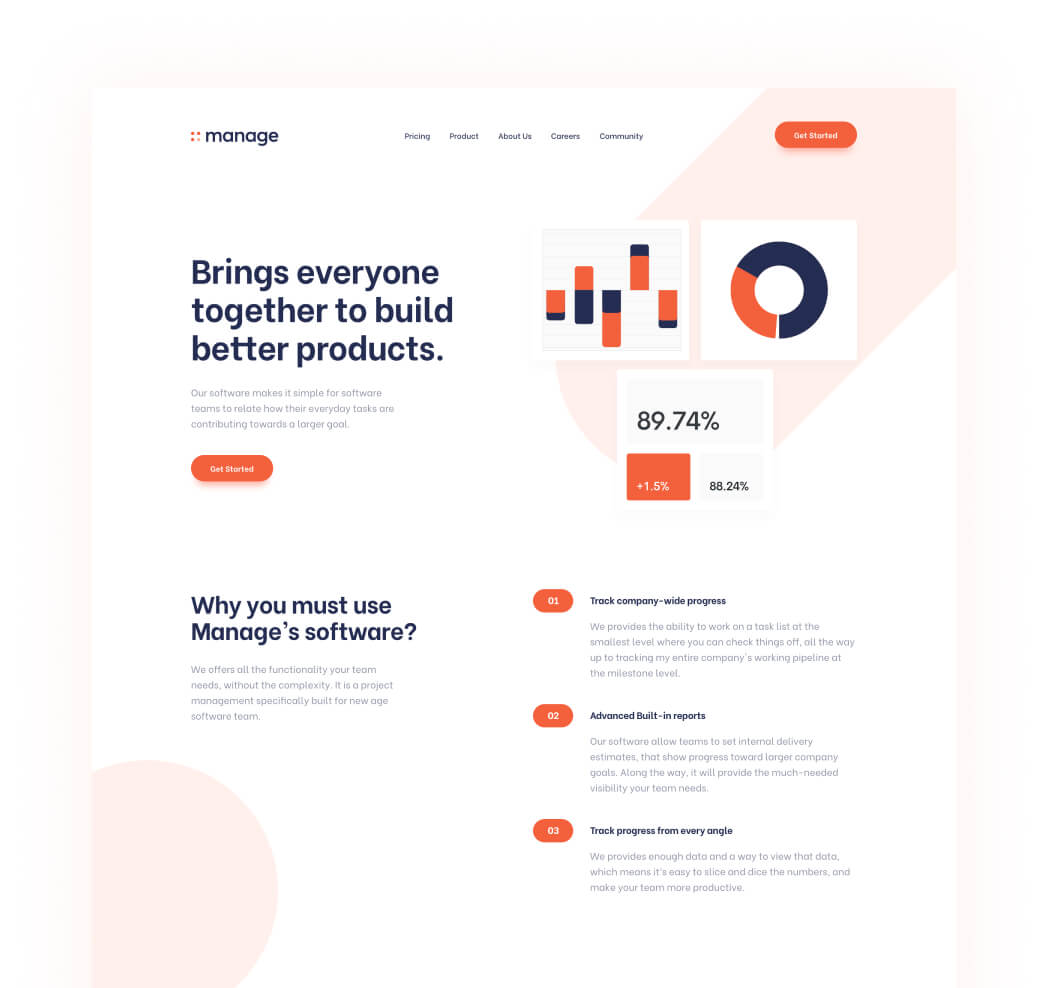 manage
Pricing Product About Us Careers Community
Get Started
Brings everyone
together to build
better products.
Our software makes it simple for software
teams to relate how their everyday tasks are
contributing towards a larger goal.
Get Started
89.74%
+1.5% 88.24%
Why you must use
Manage's software?
We offers all the functionality your team
needs, without the complexity. It is a project
management specifically built for new age
software team.
01 Track company-wide progress
We provides the ability to work on a task list at the
smallest level where you can check things off, all the way
up to tracking my entire company's working pipeline at
the milestone level.
02 Advanced Built-in reports
Our software allow teams to set internal delivery
estimates, that show progress toward larger company
goals. Along the way, it will provide the much-needed
visibility your team needs.
03 Track progress from every angle
We provides enough data and a way to view that data,
which means it's easy to slice and dice the numbers, and
make your team more productive.